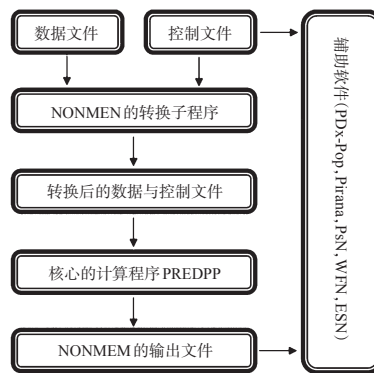 数据文件
控制文件
NONMEN的转换子程序
转换后的数据与控制文件
核心的计算程序PREDPP
NONMEM的输出文件
辅助软件(PDx-Pop,Pirana,PsN,WFN,ESN)